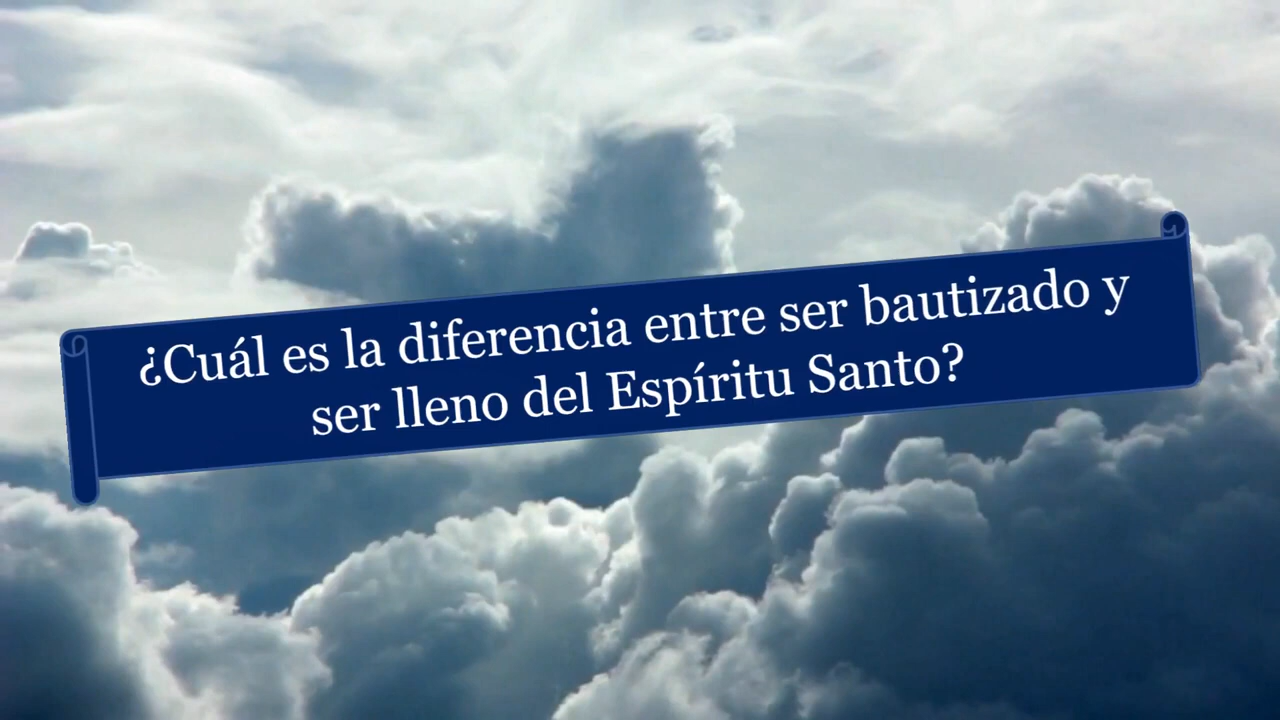 ¿Cuál es la diferencia entre ser bautizado y
ser lleno del Espíritu Santo?